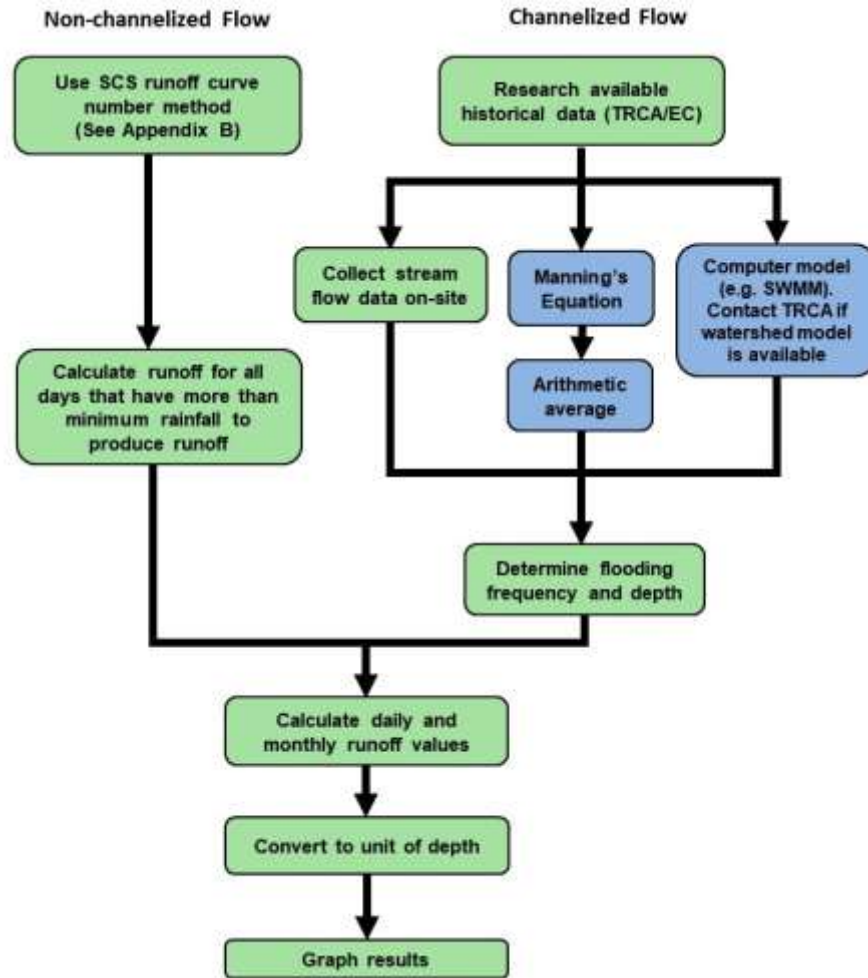 Non-channelized Flow
Channelized Flow
Use SCS runoff curve
number method
(See Appendix B)
Research available
historical data (TRCA/EC)
Collect stream
flow data on-site
Manning's
Equation
Computer model
(e.g. SWMM).
Contact TRCA if
watershed model
is available
Calculate runoff for all
days that have more than
minimum rainfall to
produce runoff
Arithmetic
average
Determine flooding
frequency and depth
Calculate daily and
monthly runoff values
Convert to unit of depth
Graph results